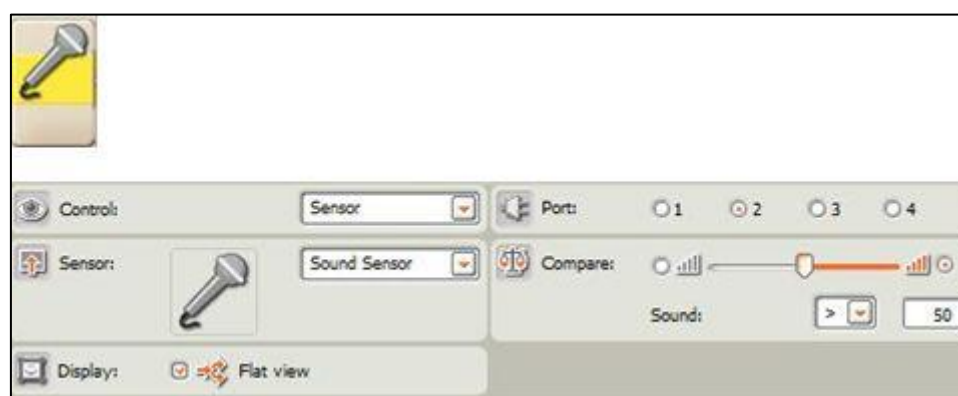 Control: Sensor Port: 1 2 3 4
Sensor: Sound Sensor Compare:
Sound: > 50
Display: Flat view